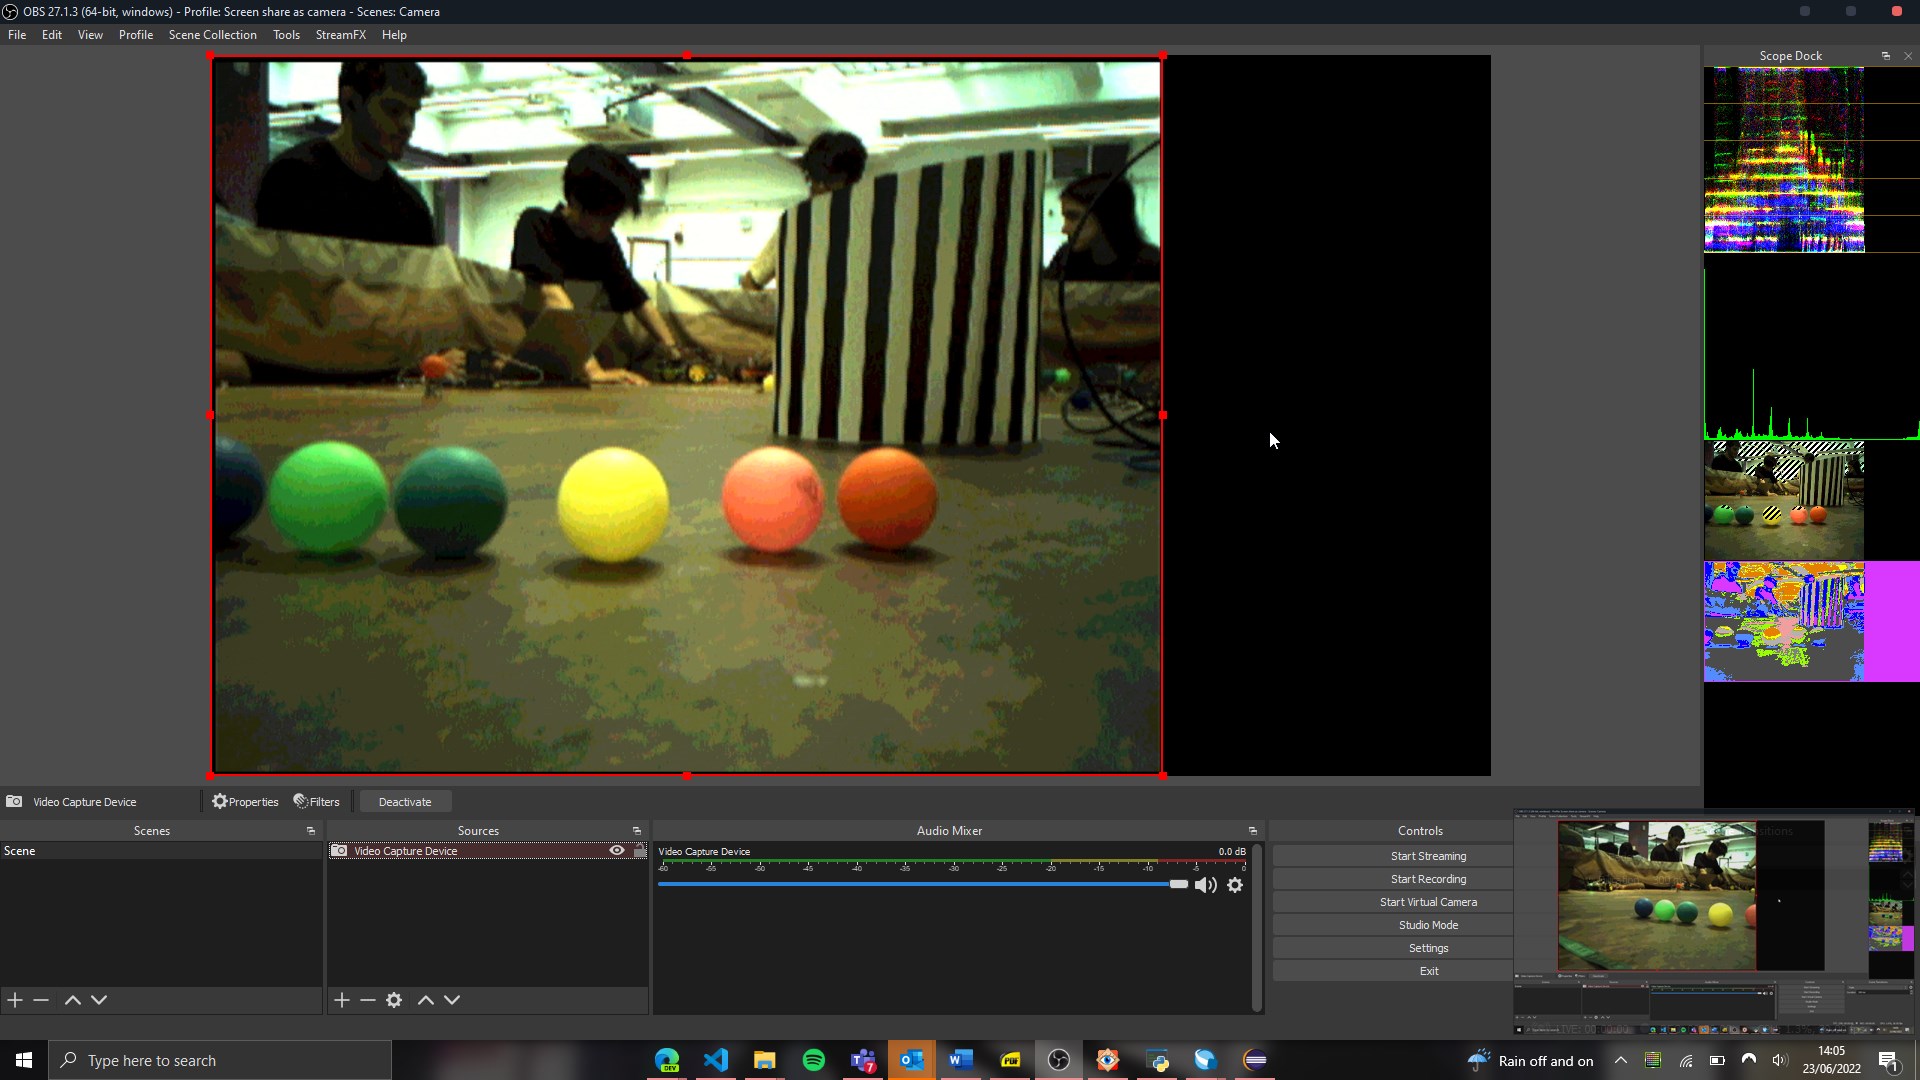 OBS 27.1.3 (64-bit, windows) - Profile: Screen share as camera - Scenes: Camera
File Edit View Profile Scene Collection Tools StreamFX Help
Scope Dock
Video Capture Device Properties Filters Deactivate
Scenes Sources Audio Mixer Controls
Scene
Video Capture Device
Video Capture Device 0.0 dB
-60 -55 -50 -45 -40 -35 -30 -25 -20 -15 -10 -5 0
Start Streaming
Start Recording
Start Virtual Camera
Studio Mode
Settings
Exit
Type here to search
DEV
7
PDF
Rain off and on
14:05
23/06/2022
1